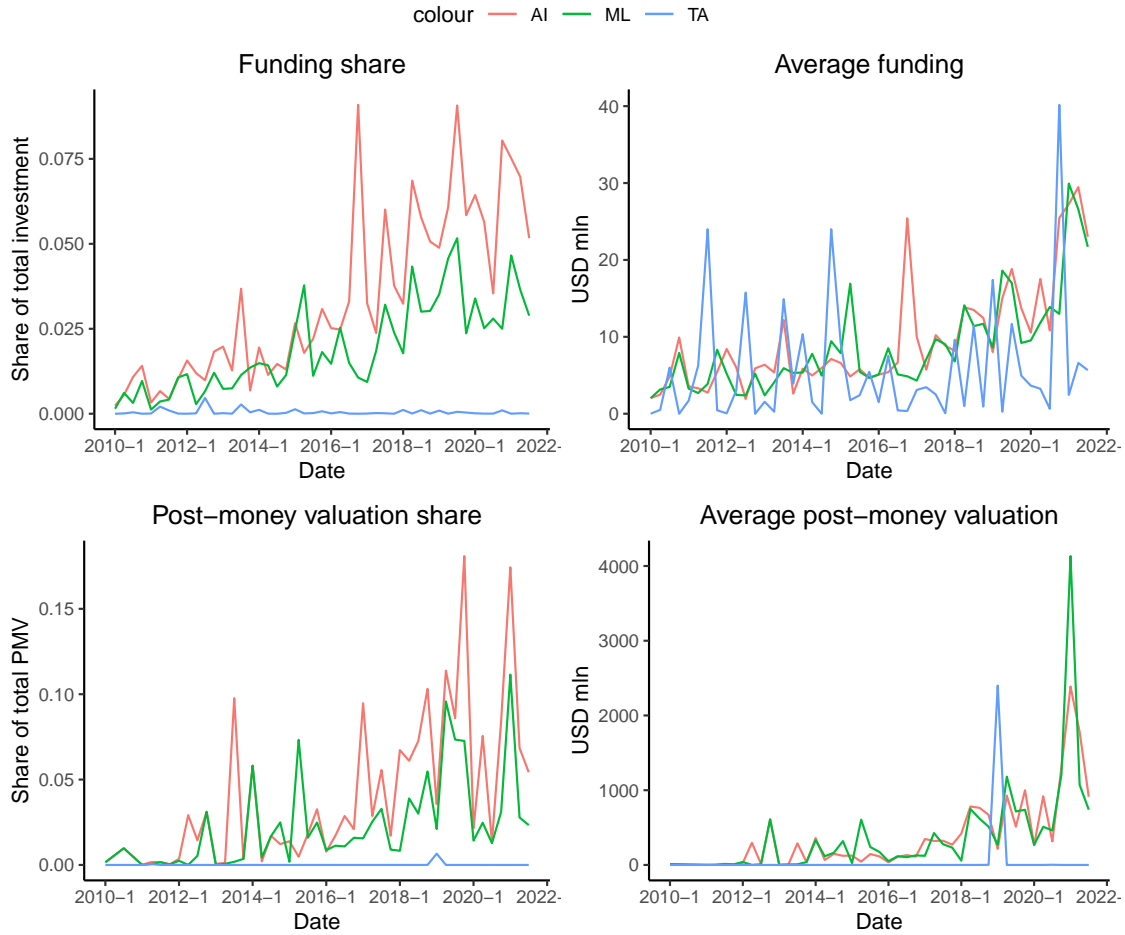 colour AI ML TA
Funding share
Share of total investment
0.075
0.050
0.025
0.000
2010−1 2012−1 2014−1 2016−1 2018−1 2020−1 2022−
Date
Average funding
USD mln
40
30
20
10
0
2010−1 2012−1 2014−1 2016−1 2018−1 2020−1 2022−
Date
Post−money valuation share
Share of total PMV
0.15
0.10
0.05
0.00
2010−1 2012−1 2014−1 2016−1 2018−1 2020−1 2022−
Date
Average post−money valuation
USD mln
4000
3000
2000
1000
0
2010−1 2012−1 2014−1 2016−1 2018−1 2020−1 2022−
Date